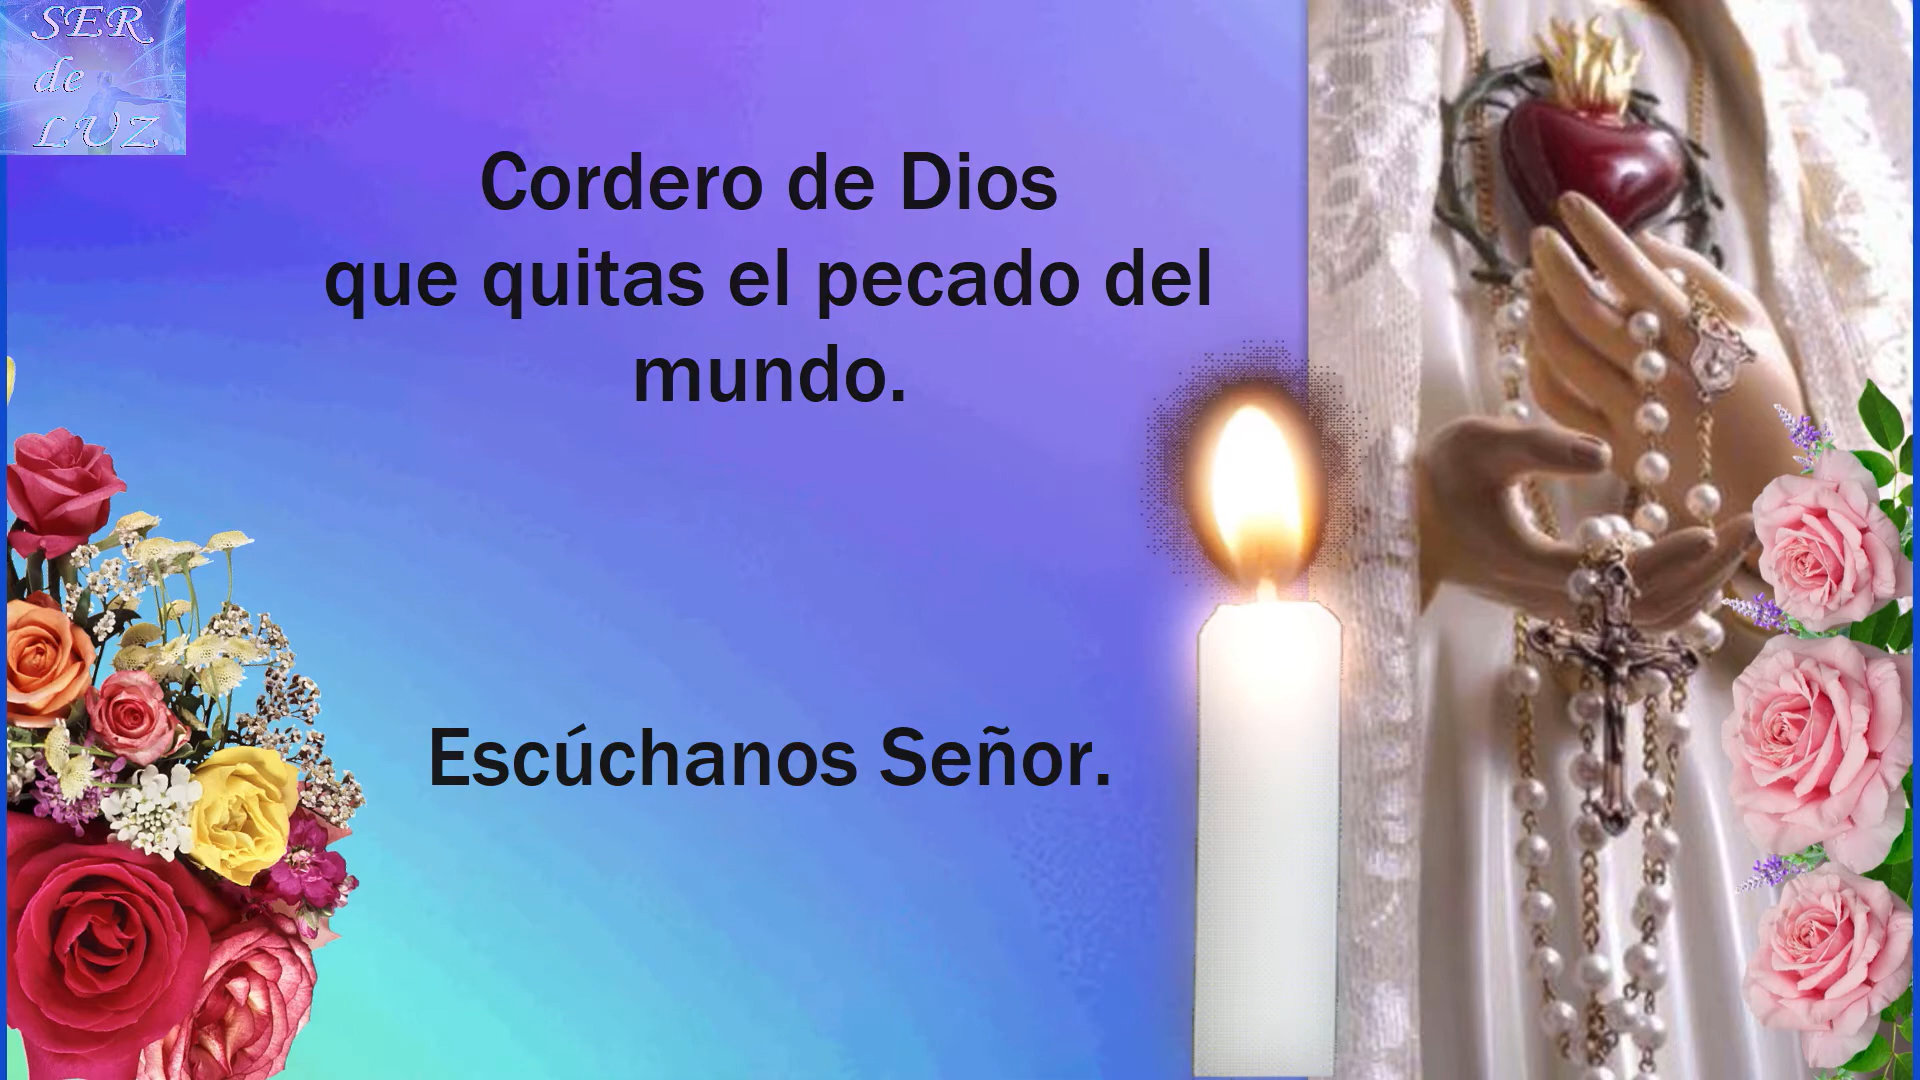 SER
de
LUZ
Cordero de Dios
que quitas el pecado del
mundo.
Escúchanos Señor.